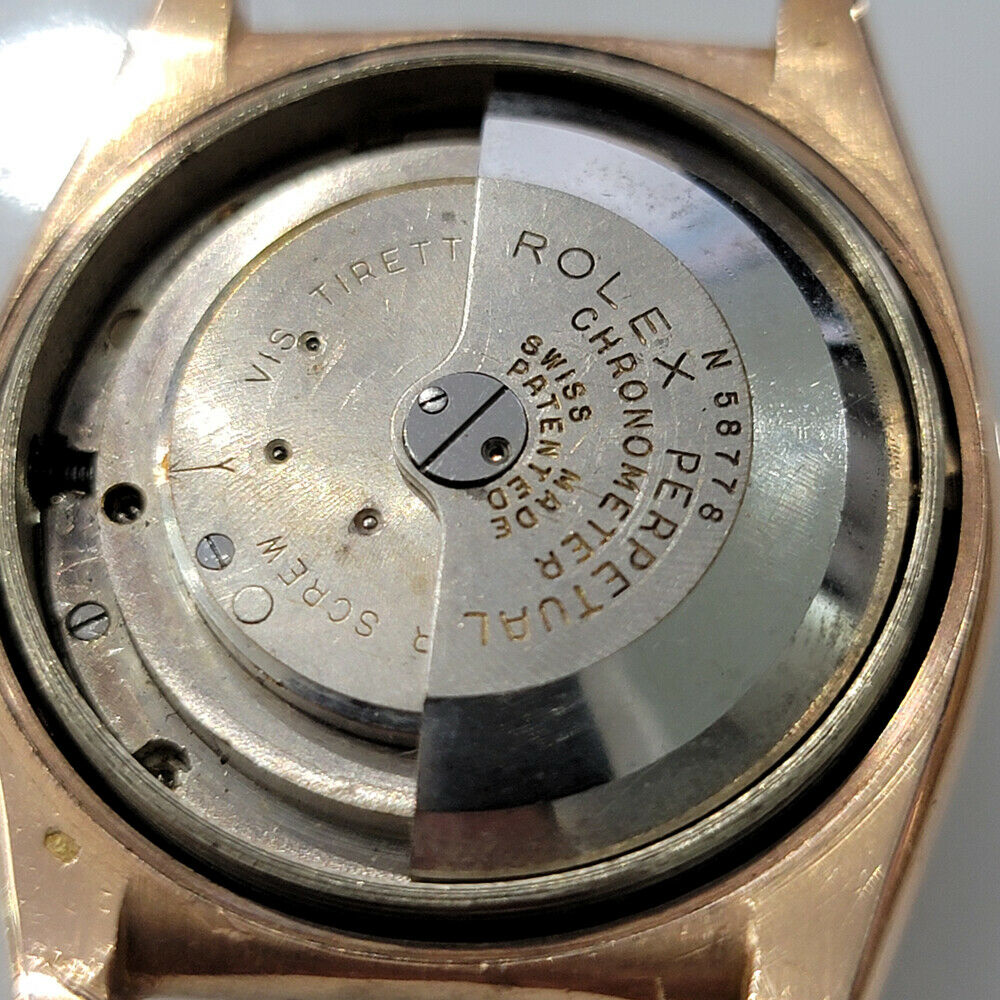 ROLEX PERPETUAL
CHRONOMETER
SWISS MADE
PATENTED
N 58778
VIS TIRETT
R SCREW